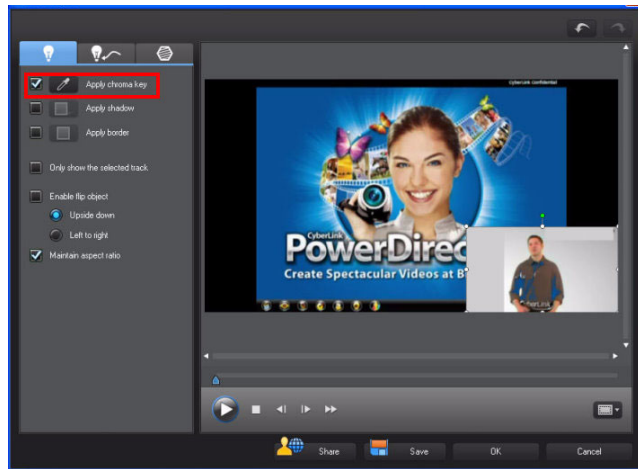 Apply chroma key
Apply shadow
Apply border
Only show the selected track.
Enable flip object
Upside down
Left to right
Maintain aspect ratio
CyberLink Confidential
CyberLink
PowerDirec
Create Spectacular Videos at B
CyberLink
Share
Save
OK
Cancel